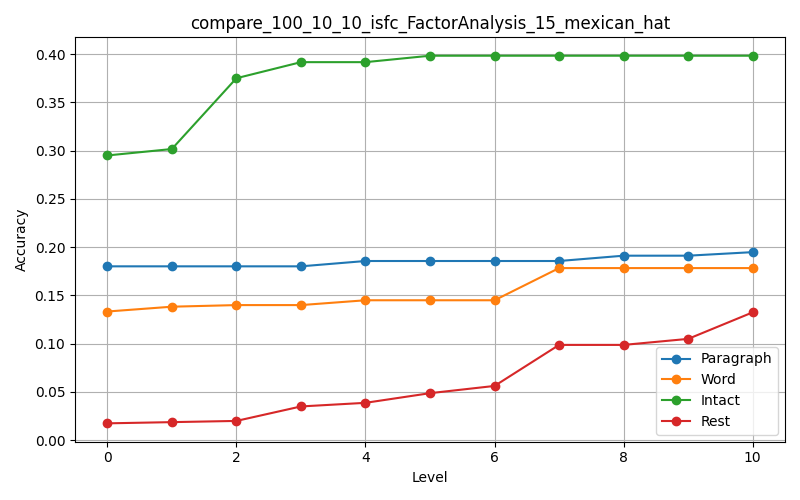 compare_100_10_10_isfc_FactorAnalysis_15_mexican_hat
0.40
0.35
0.30
0.25
0.20
0.15
0.10
0.05
0.00
Accuracy
Paragraph
Word
Intact
Rest
0 2 4 6 8 10
Level